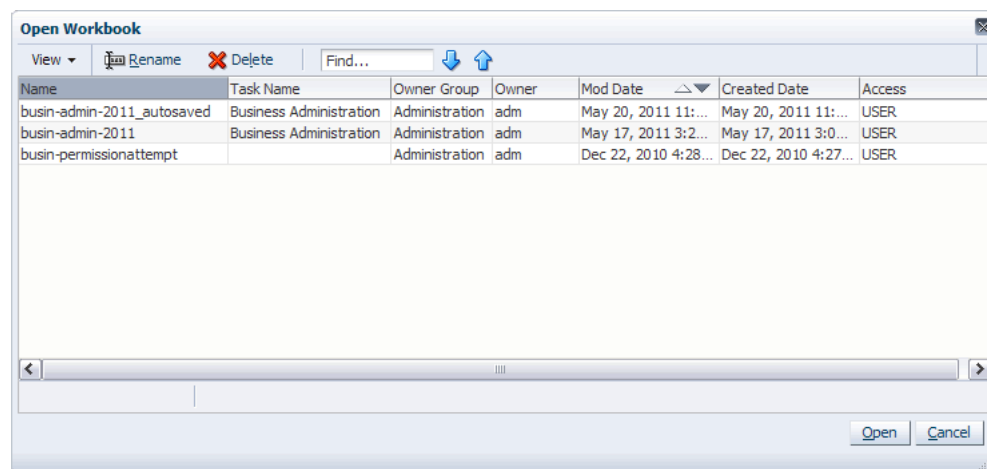 Open Workbook
View Rename Delete Find...
Name Task Name Owner Group Owner Mod Date Created Date Access
busin-admin-2011_autosaved Business Administration Administration adm May 20, 2011 11:... May 20, 2011 11:... USER
busin-admin-2011 Business Administration Administration adm May 17, 2011 3:2... May 17, 2011 3:0... USER
busin-permissionattempt Administration adm Dec 22, 2010 4:28... Dec 22, 2010 4:27... USER
Open Cancel